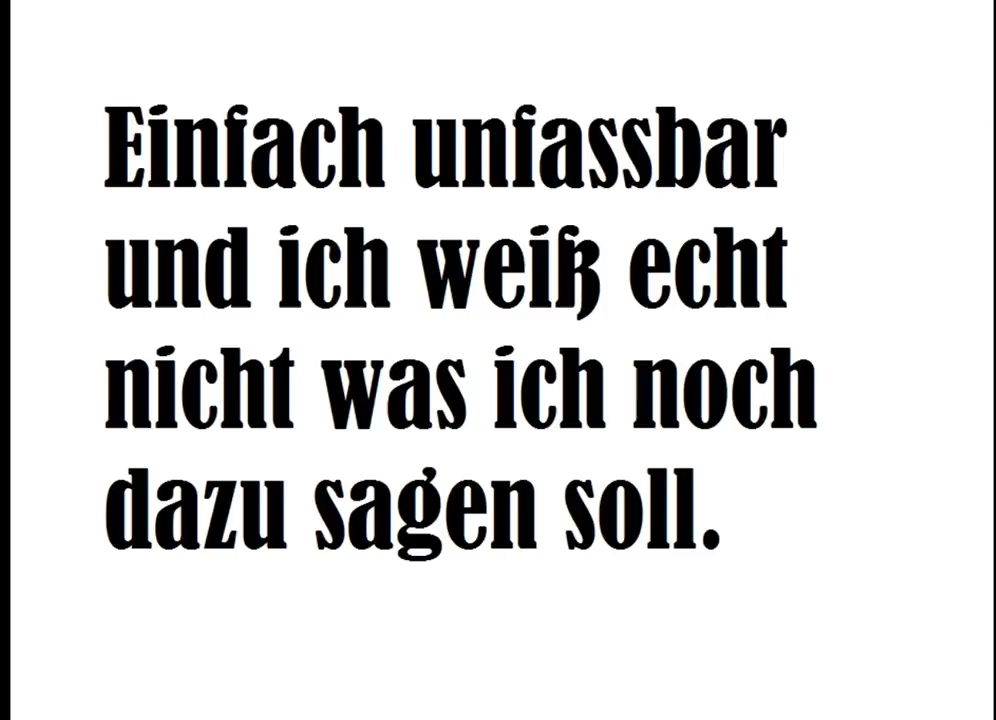 Einfach unfassbar
und ich weiß echt
nicht was ich noch
dazu sagen soll.